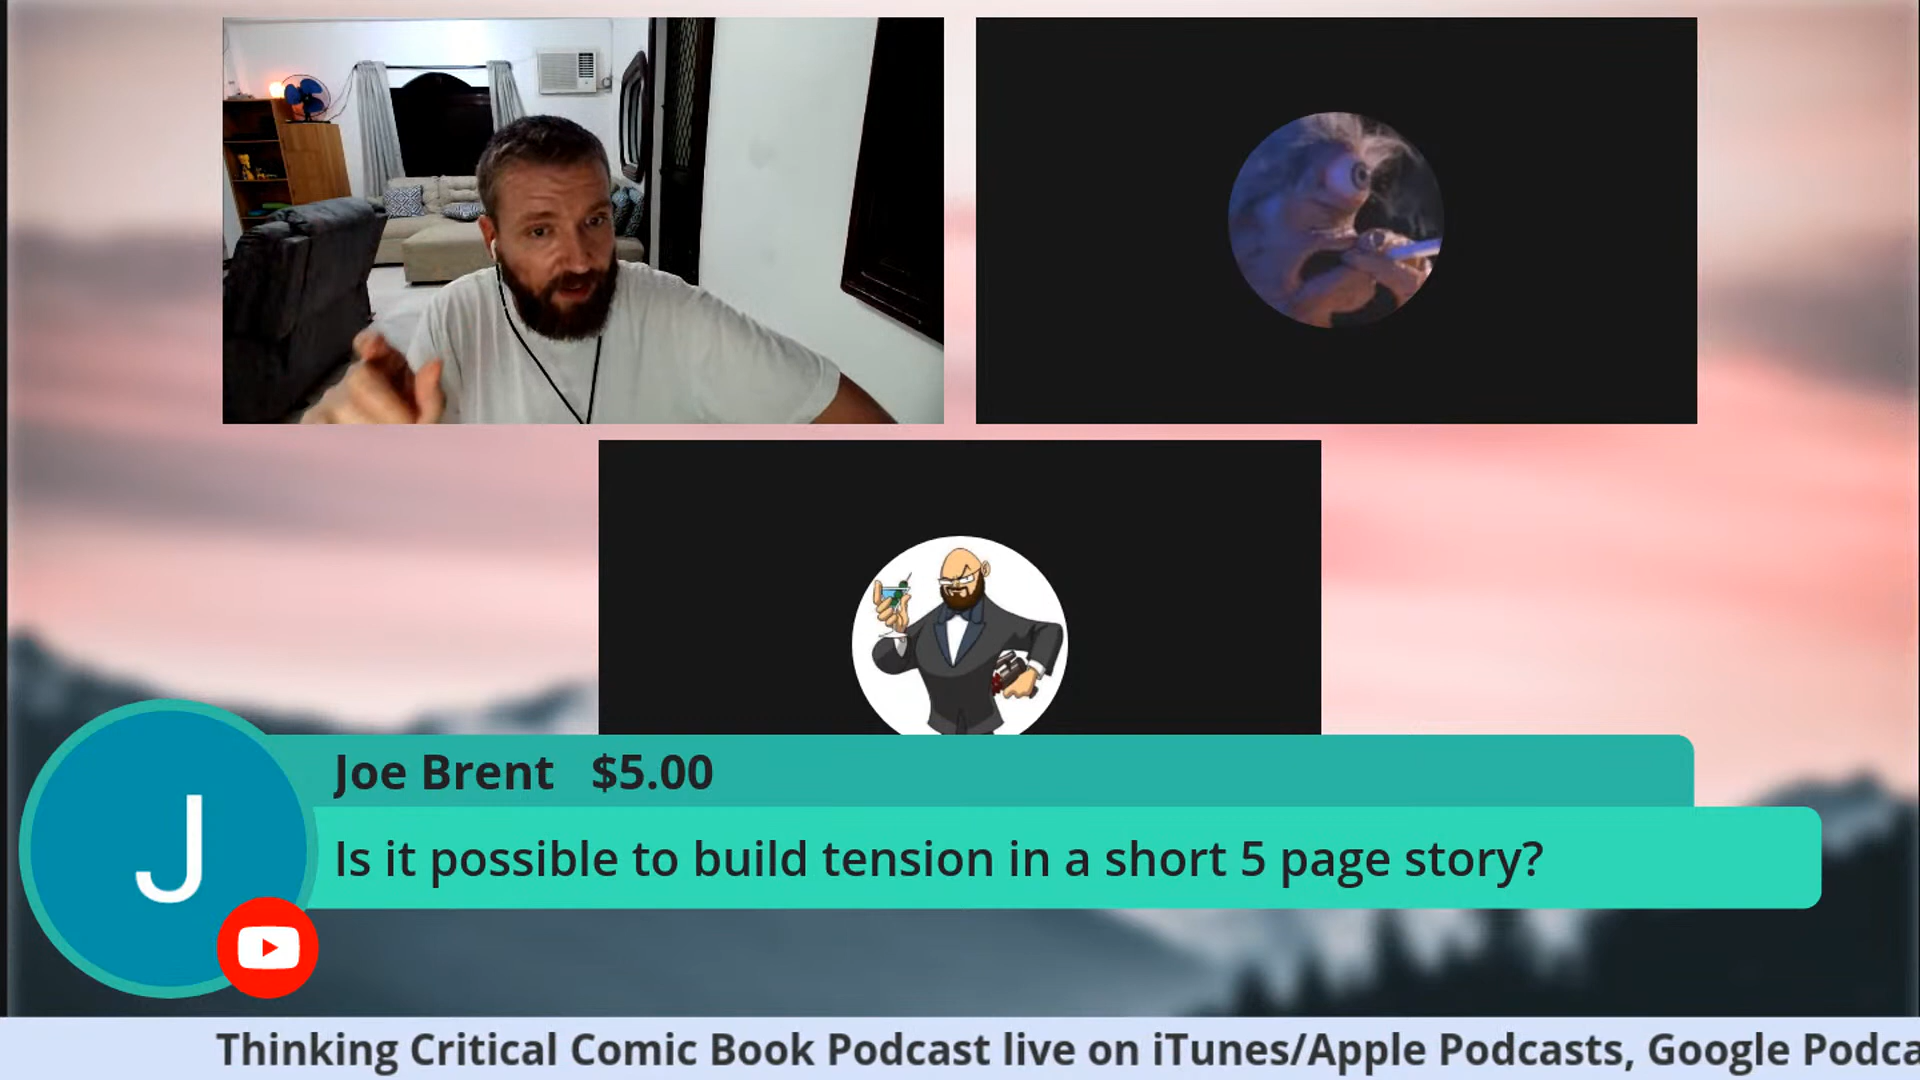 J
Joe Brent $5.00
Is it possible to build tension in a short 5 page story?
Thinking Critical Comic Book Podcast live on iTunes/Apple Podcasts, Google Podca